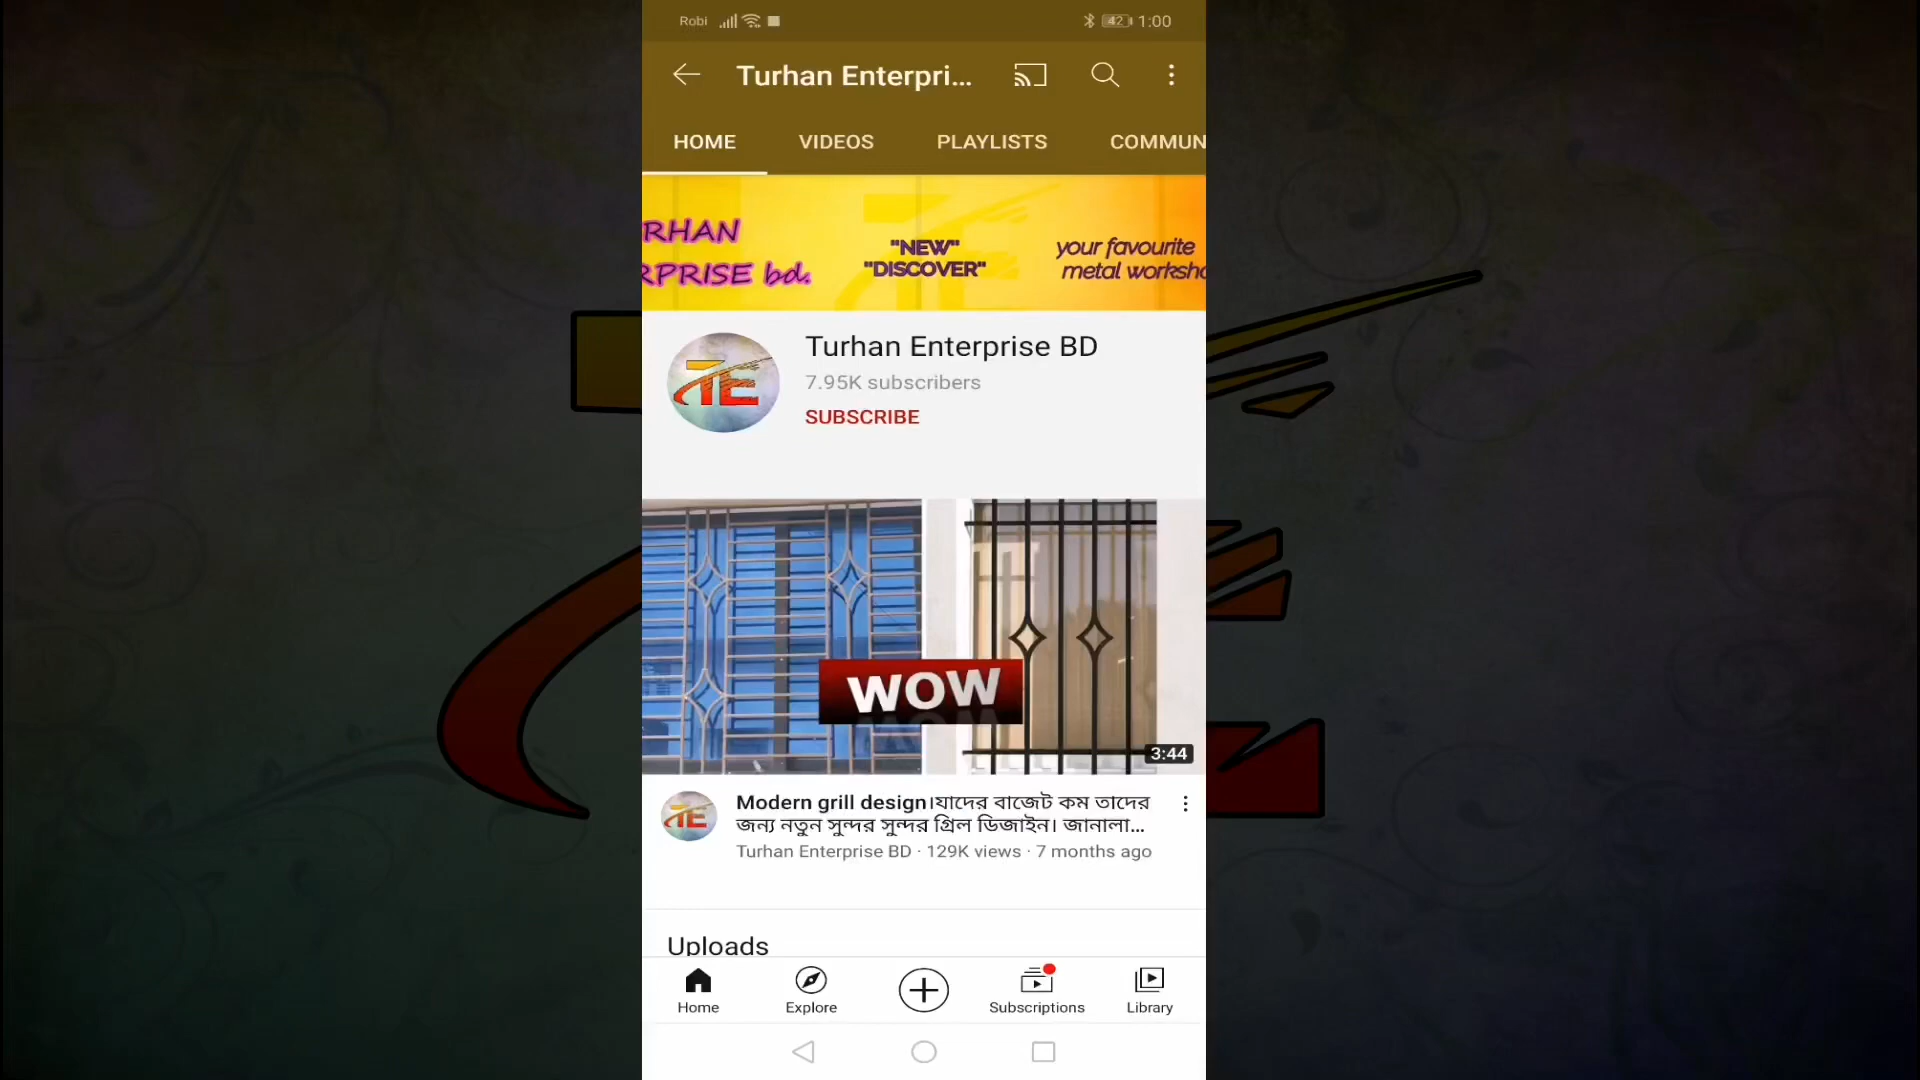 Robi 42 1:00
Turhan Enterpri...
HOME VIDEOS PLAYLISTS COMMUN
RHAN
RPRISE bd.
"NEW"
"DISCOVER"
your favourite
metal worksho
Turhan Enterprise BD
7.95K subscribers
SUBSCRIBE
TE
WOW
3:44
Modern grill design।যাদের বাজেট কম তাদের
জন্য নতুন সুন্দর সুন্দর গ্রিল ডিজাইন। জানালা...
Turhan Enterprise BD · 129K views · 7 months ago
TE
Uploads
Home Explore Subscriptions Library